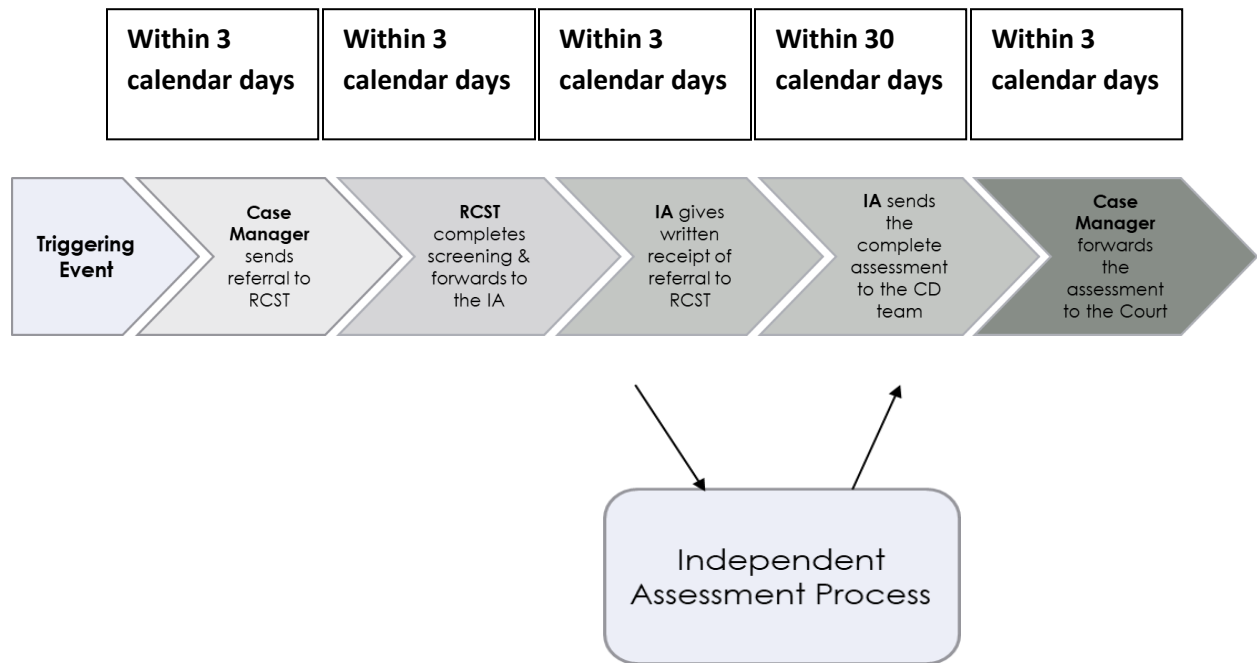 Within 3
calendar days
Within 3
calendar days
Within 3
calendar days
Within 30
calendar days
Within 3
calendar days
Triggering
Event
Case
Manager
sends
referral to
RCST
RCST
completes
screening &
forwards to
the IA
IA gives
written
receipt of
referral to
RCST
IA sends
the
complete
assessment
to the CD
team
Case
Manager
forwards
the
assessment
to the Court
Independent
Assessment Process